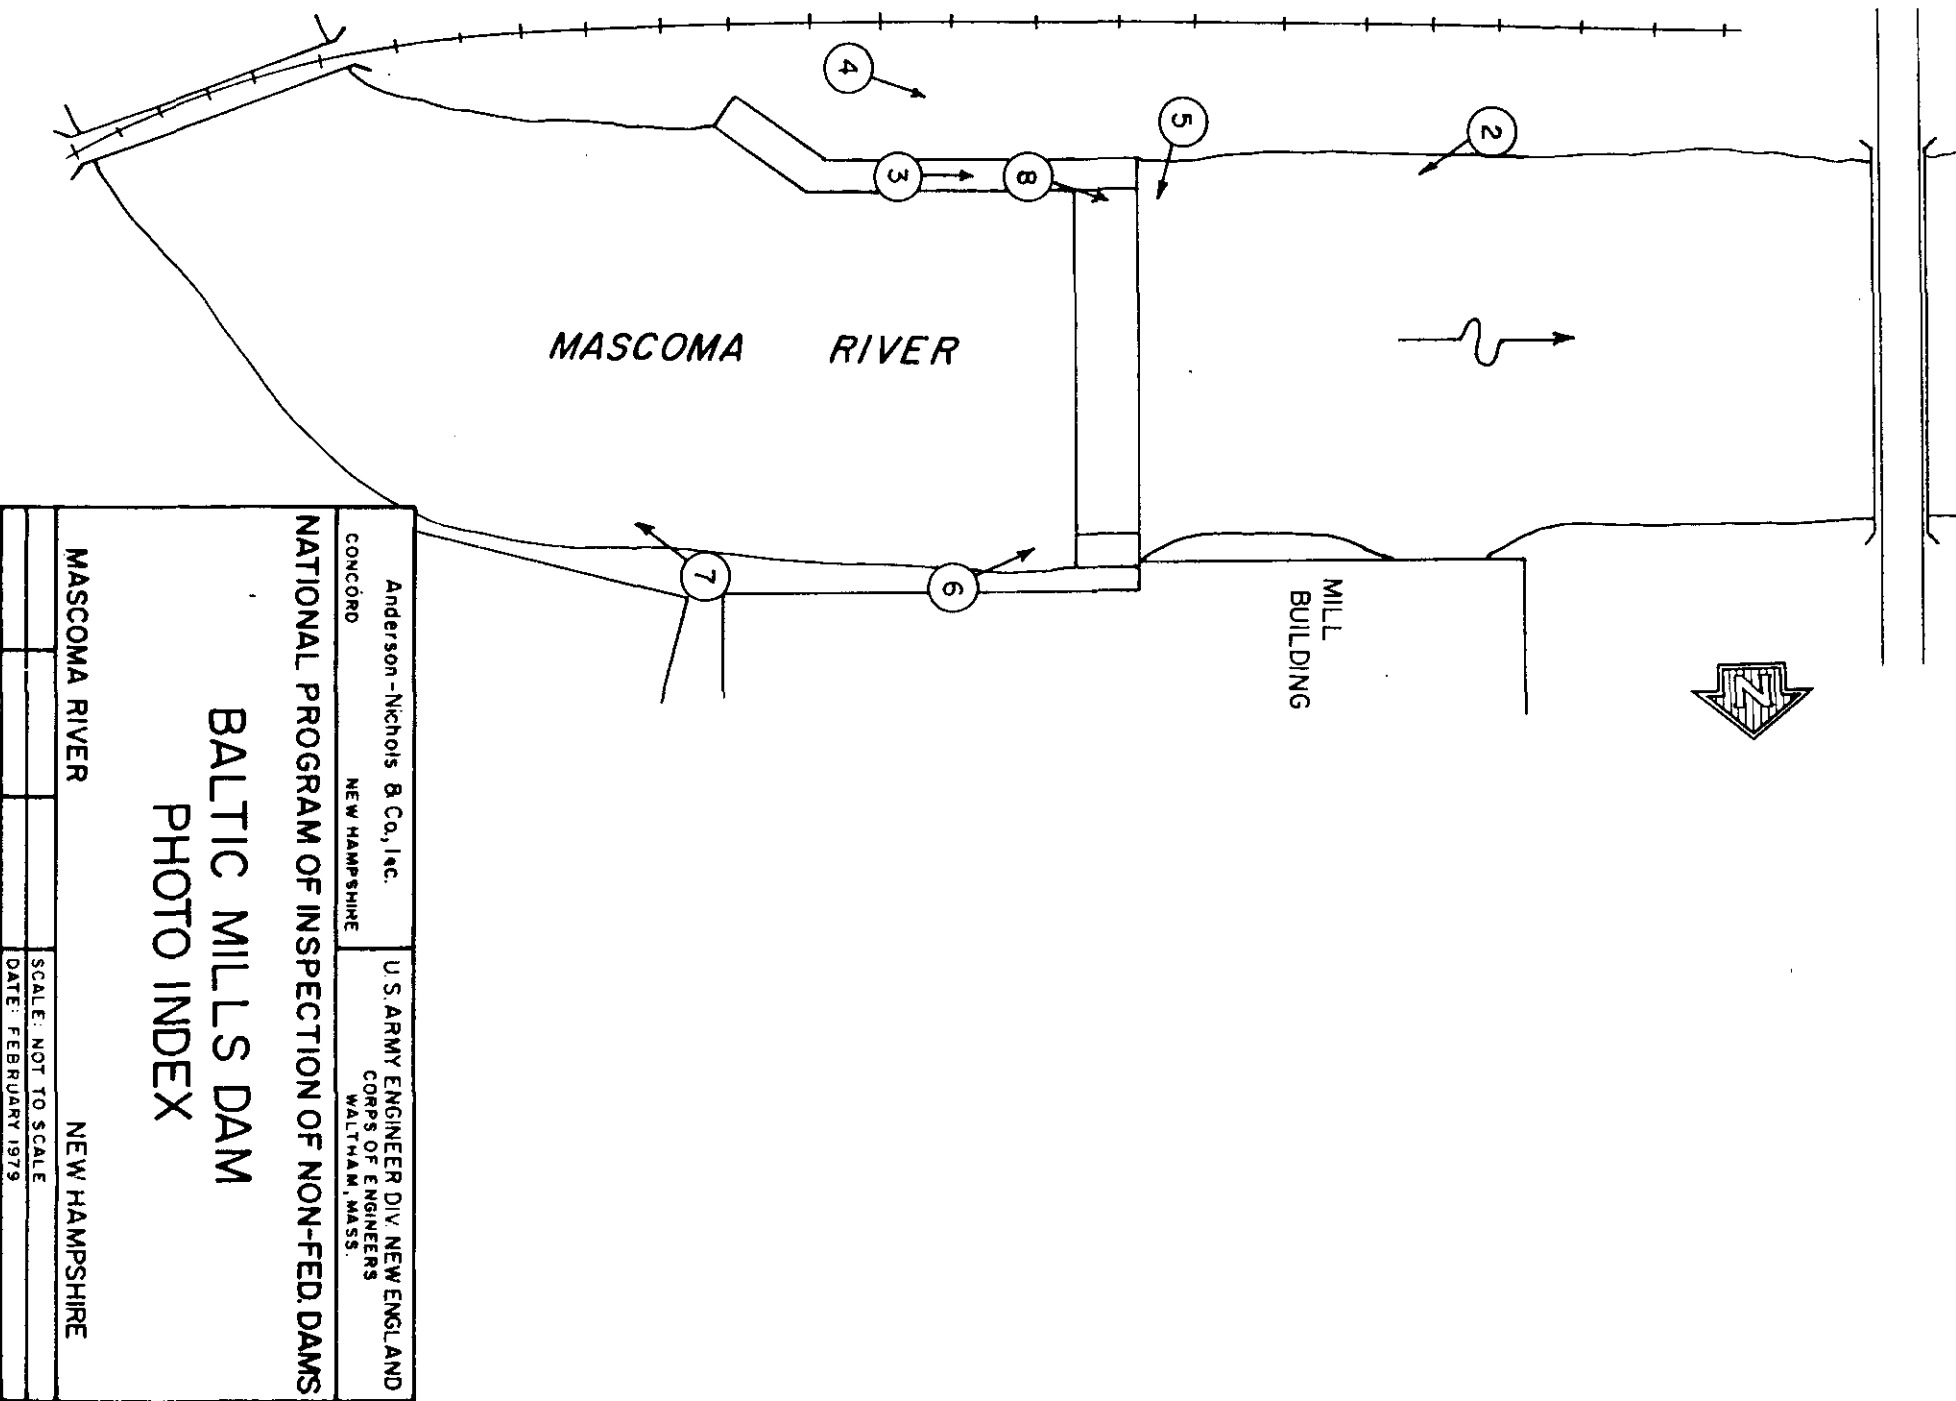 4
5
2
3
8
MASCOMA RIVER
7
6
MILL
BUILDING
N
Anderson-Nichols & Co., Inc.
CONCORD NEW HAMPSHIRE
U.S. ARMY ENGINEER DIV. NEW ENGLAND
CORPS OF ENGINEERS
WALTHAM, MASS.
NATIONAL PROGRAM OF INSPECTION OF NON-FED. DAMS
BALTIC MILLS DAM
PHOTO INDEX
MASCOMA RIVER NEW HAMPSHIRE
SCALE: NOT TO SCALE
DATE: FEBRUARY 1979